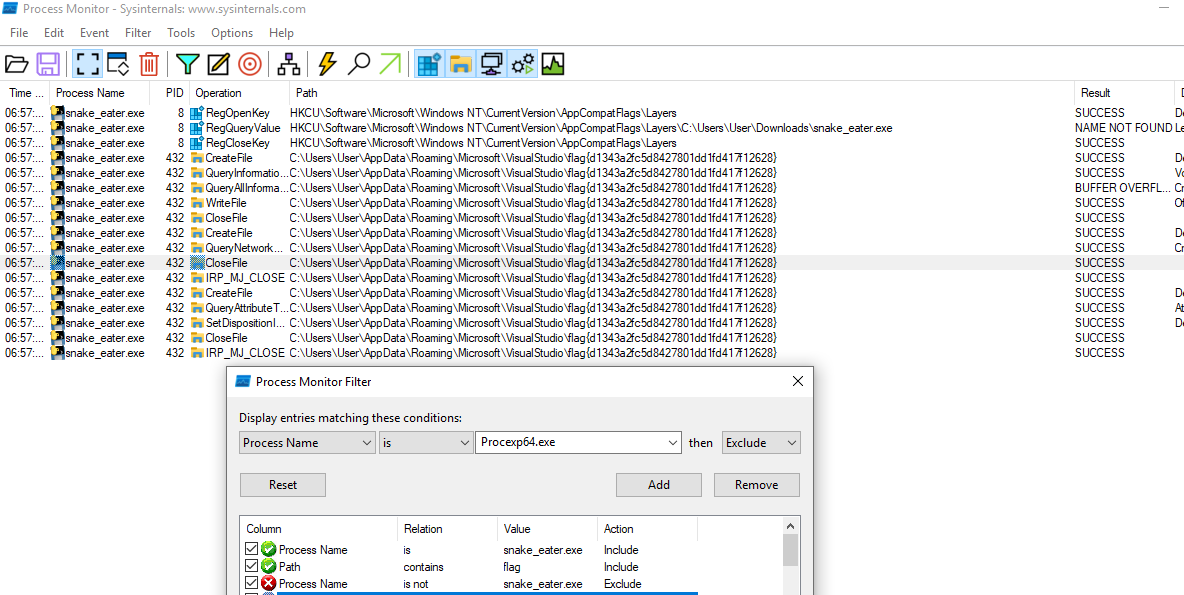 Process Monitor - Sysinternals: www.sysinternals.com
File Edit Event Filter Tools Options Help
Time ... Process Name PID Operation Path Result D
06:57:... snake_eater.exe 8 RegOpenKey HKCU\Software\Microsoft\Windows NT\CurrentVersion\AppCompatFlags\Layers SUCCESS De
06:57:... snake_eater.exe 8 RegQueryValue HKCU\Software\Microsoft\Windows NT\CurrentVersion\AppCompatFlags\Layers\C:\Users\User\Downloads\snake_eater.exe NAME NOT FOUND Le
06:57:... snake_eater.exe 8 RegCloseKey HKCU\Software\Microsoft\Windows NT\CurrentVersion\AppCompatFlags\Layers SUCCESS
06:57:... snake_eater.exe 432 CreateFile C:\Users\User\AppData\Roaming\Microsoft\VisualStudio\flag{d1343a2fc5d8427801dd1fd417f12628} SUCCESS De
06:57:... snake_eater.exe 432 QueryInformatio... C:\Users\User\AppData\Roaming\Microsoft\VisualStudio\flag{d1343a2fc5d8427801dd1fd417f12628} SUCCESS Vo
06:57:... snake_eater.exe 432 QueryAllInforma... C:\Users\User\AppData\Roaming\Microsoft\VisualStudio\flag{d1343a2fc5d8427801dd1fd417f12628} BUFFER OVERFL... Cr
06:57:... snake_eater.exe 432 WriteFile C:\Users\User\AppData\Roaming\Microsoft\VisualStudio\flag{d1343a2fc5d8427801dd1fd417f12628} SUCCESS Of
06:57:... snake_eater.exe 432 CloseFile C:\Users\User\AppData\Roaming\Microsoft\VisualStudio\flag{d1343a2fc5d8427801dd1fd417f12628} SUCCESS
06:57:... snake_eater.exe 432 CreateFile C:\Users\User\AppData\Roaming\Microsoft\VisualStudio\flag{d1343a2fc5d8427801dd1fd417f12628} SUCCESS De
06:57:... snake_eater.exe 432 QueryNetwork... C:\Users\User\AppData\Roaming\Microsoft\VisualStudio\flag{d1343a2fc5d8427801dd1fd417f12628} SUCCESS Cr
06:57:... snake_eater.exe 432 CloseFile C:\Users\User\AppData\Roaming\Microsoft\VisualStudio\flag{d1343a2fc5d8427801dd1fd417f12628} SUCCESS
06:57:... snake_eater.exe 432 IRP_MJ_CLOSE C:\Users\User\AppData\Roaming\Microsoft\VisualStudio\flag{d1343a2fc5d8427801dd1fd417f12628} SUCCESS
06:57:... snake_eater.exe 432 CreateFile C:\Users\User\AppData\Roaming\Microsoft\VisualStudio\flag{d1343a2fc5d8427801dd1fd417f12628} SUCCESS De
06:57:... snake_eater.exe 432 QueryAttributeT... C:\Users\User\AppData\Roaming\Microsoft\VisualStudio\flag{d1343a2fc5d8427801dd1fd417f12628} SUCCESS At
06:57:... snake_eater.exe 432 SetDispositionI... C:\Users\User\AppData\Roaming\Microsoft\VisualStudio\flag{d1343a2fc5d8427801dd1fd417f12628} SUCCESS De
06:57:... snake_eater.exe 432 CloseFile C:\Users\User\AppData\Roaming\Microsoft\VisualStudio\flag{d1343a2fc5d8427801dd1fd417f12628} SUCCESS
06:57:... snake_eater.exe 432 IRP_MJ_CLOSE C:\Users\User\AppData\Roaming\Microsoft\VisualStudio\flag{d1343a2fc5d8427801dd1fd417f12628} SUCCESS
Process Monitor Filter
Display entries matching these conditions:
Process Name is Procexp64.exe then Exclude
Reset Add Remove
Column Relation Value Action
Process Name is snake_eater.exe Include
Path contains flag Include
Process Name is not snake_eater.exe Exclude